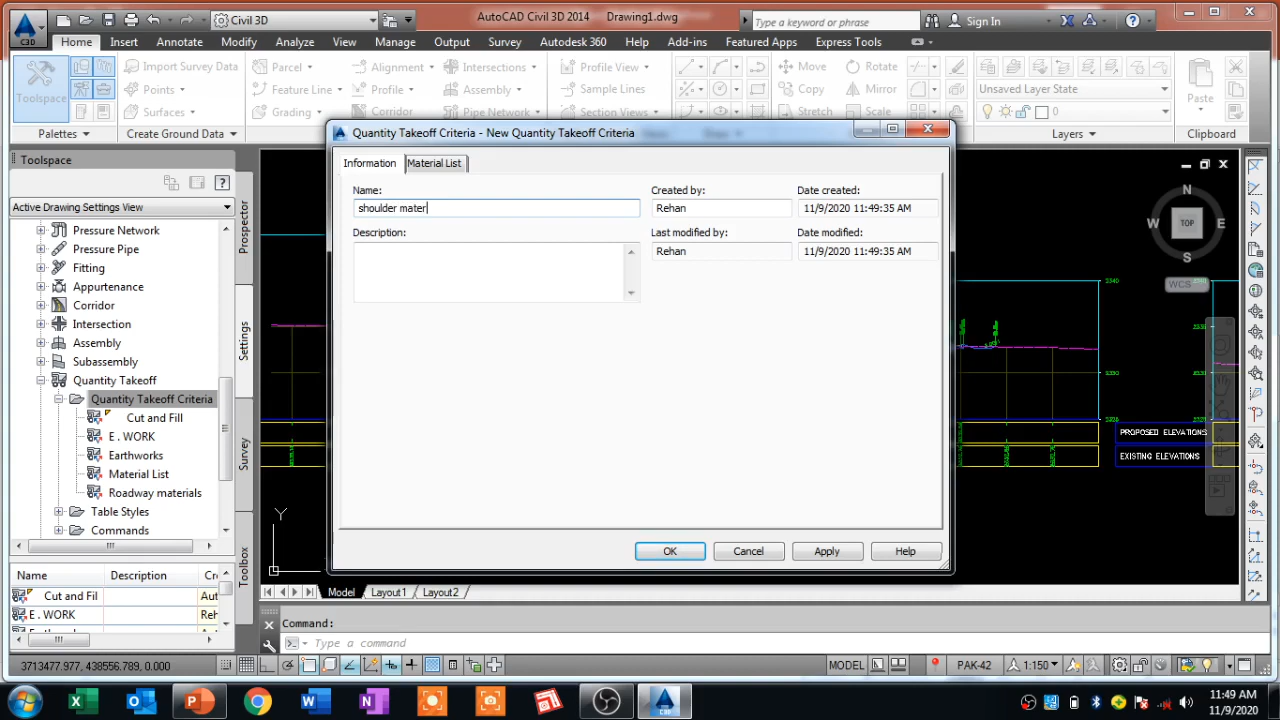 Civil 3D
AutoCAD Civil 3D 2014 Drawing1.dwg
Type a keyword or phrase
Sign In
C3D
Home Insert Annotate Modify Analyze View Manage Output Survey Autodesk 360 Help Add-ins Featured Apps Express Tools
Toolspace
Import Survey Data
Points
Surfaces
Parcel
Feature Line
Grading
Alignment
Profile
Corridor
Intersections
Assembly
Pipe Network
Profile View
Sample Lines
Section Views
Move
Copy
Stretch
Rotate
Mirror
Scale
Unsaved Layer State
0
Paste
Palettes
Create Ground Data
Layers
Clipboard
Toolspace
Active Drawing Settings View
Pipe Network
Pressure Pipe
Fitting
Appurtenance
Corridor
Intersection
Assembly
Subassembly
Quantity Takeoff
Quantity Takeoff Criteria
Cut and Fill
E . WORK
Earthworks
Material List
Roadway materials
Table Styles
Commands
Prospector
Settings
Survey
Toolbox
Name Description
Cut and Fill
E . WORK
Quantity Takeoff Criteria - New Quantity Takeoff Criteria
Information Material List
Name:
shoulder mater
Description:
Created by:
Rehan
Date created:
11/9/2020 11:49:35 AM
Last modified by:
Rehan
Date modified:
11/9/2020 11:49:35 AM
OK Cancel Apply Help
N
W TOP E
S
WCS
PROPOSED ELEVATIONS
EXISTING ELEVATIONS
Y
Model Layout1 Layout2
Command:
Type a command
3713477.977, 438556.789, 0.000
MODEL
PAK-42
1:150
11:49 AM
11/9/2020